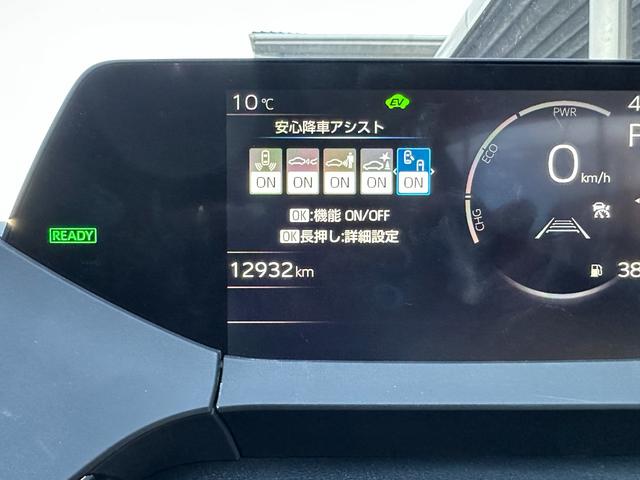 10℃
EV
安心降車アシスト
ON ON ON ON ON
OK:機能 ON/OFF
OK長押し:詳細設定
READY
12932km
PWR
ECO
CHG
0 km/h
38